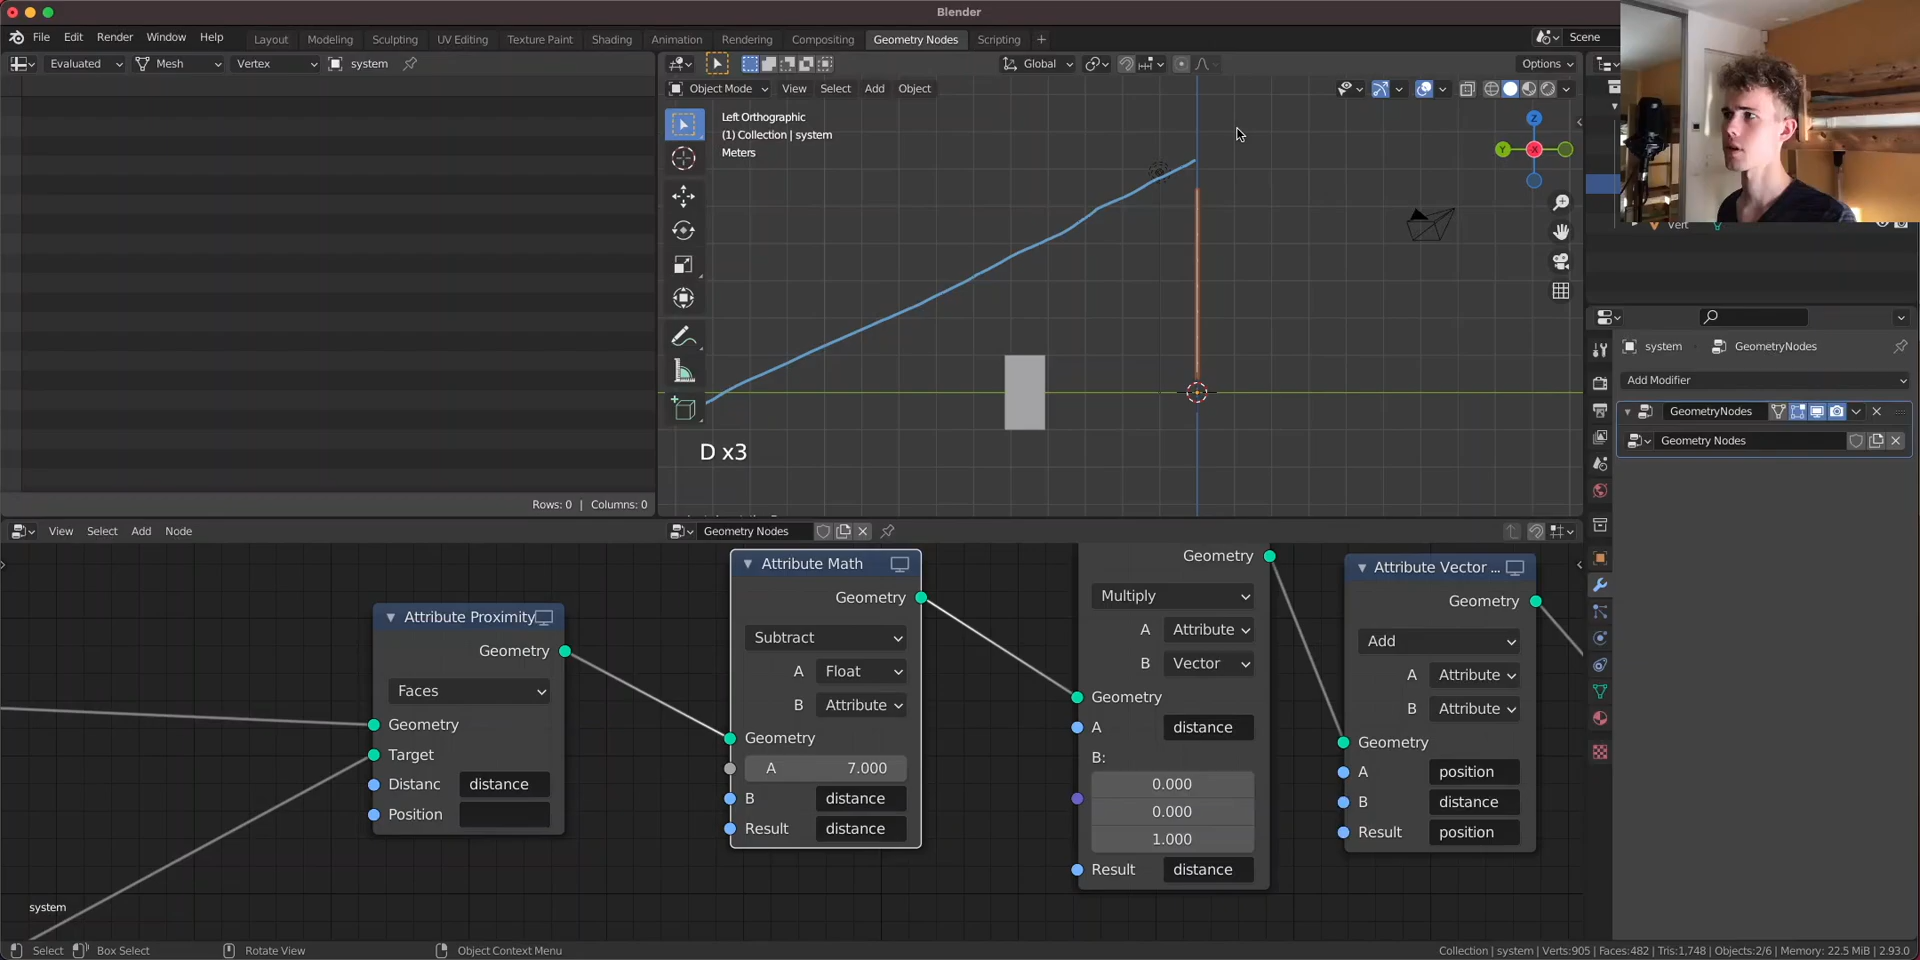 Blender
File Edit Render Window Help
Layout Modeling Sculpting UV Editing Texture Paint Shading Animation Rendering Compositing Geometry Nodes Scripting +
Scene
Evaluated Mesh Vertex system
Global
Options
Object Mode View Select Add Object
Left Orthographic
(1) Collection | system
Meters
Z
Y
X
D x3
Rows: 0 | Columns: 0
Vert
system GeometryNodes
Add Modifier
GeometryNodes
Geometry Nodes
View Select Add Node
Geometry Nodes
Attribute Proximity
Geometry
Faces
Geometry
Target
Distanc distance
Position
Attribute Math
Geometry
Subtract
A Float
B Attribute
Geometry
A 7.000
B distance
Result distance
Geometry
Multiply
A Attribute
B Vector
Geometry
A distance
B:
0.000
0.000
1.000
Result distance
Attribute Vector ...
Geometry
Add
A Attribute
B Attribute
Geometry
A position
B distance
Result position
system
Select Box Select Rotate View Object Context Menu
Collection | system | Verts:905 | Faces:482 | Tris:1,748 | Objects:2/6 | Memory: 22.5 MiB | 2.93.0